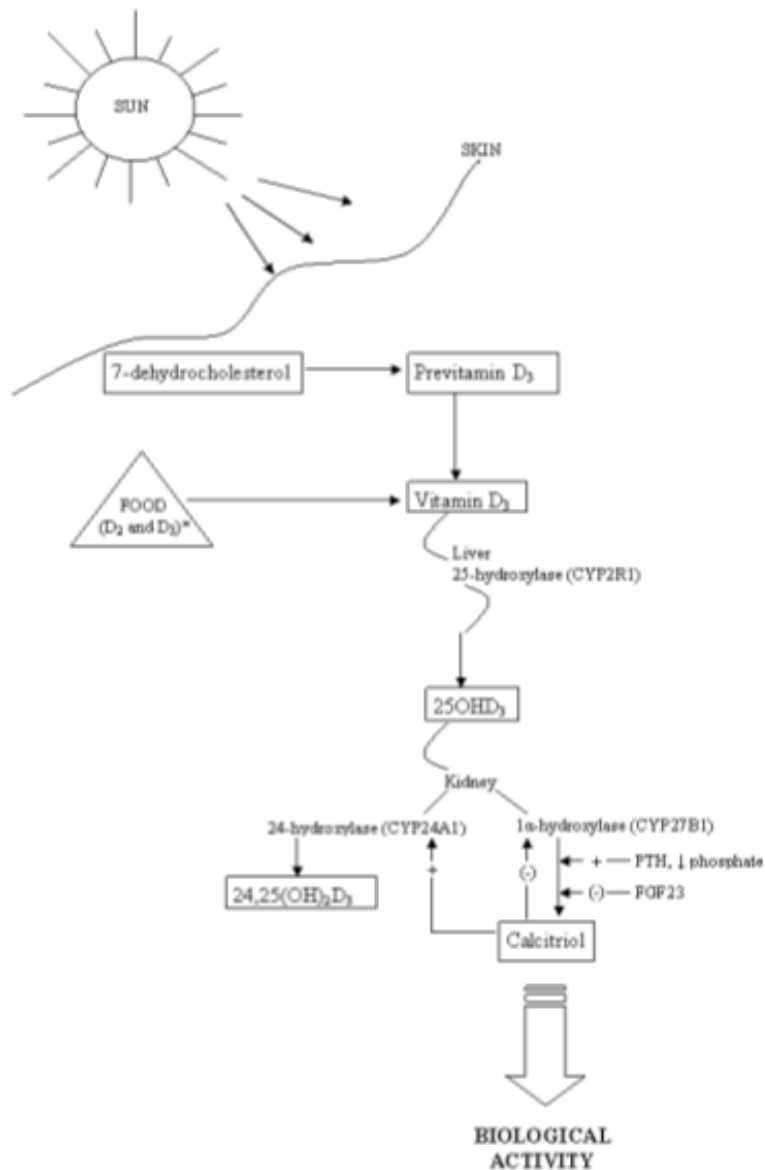 SUN
SKIN
7-dehydrocholesterol
Previtamin D₃
FOOD
(D₂ and D₃)*
Vitamin D₃
Liver
25-hydroxylase (CYP2R1)
25OHD₃
Kidney
24-hydroxylase (CYP24A1)
1α-hydroxylase (CYP27B1)
+
(-)
+ PTH, ↓ phosphate
24,25(OH)₂D₃
(-) FGF23
Calcitriol
BIOLOGICAL
ACTIVITY